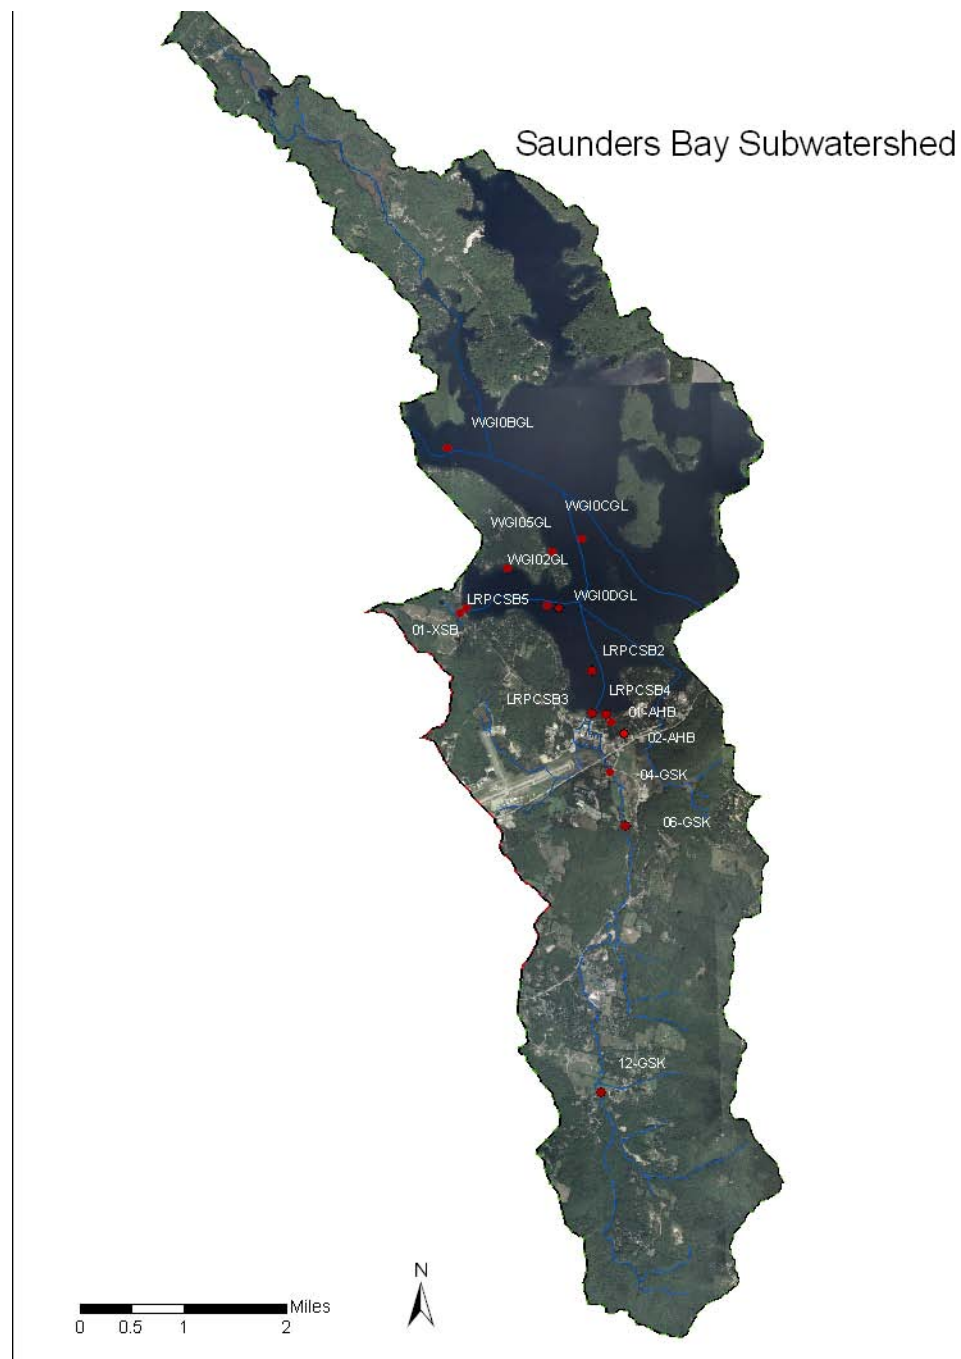 Saunders Bay Subwatershed
WGI0BGL
WGI0CGL
WGI05GL
WGI02GL
WGI0DGL
LRPCSB5
01-XSB
LRPCSB2
LRPCSB4
LRPCSB3
01-AHB
02-AHB
04-GSK
06-GSK
12-GSK
N
Miles
0 0.5 1 2